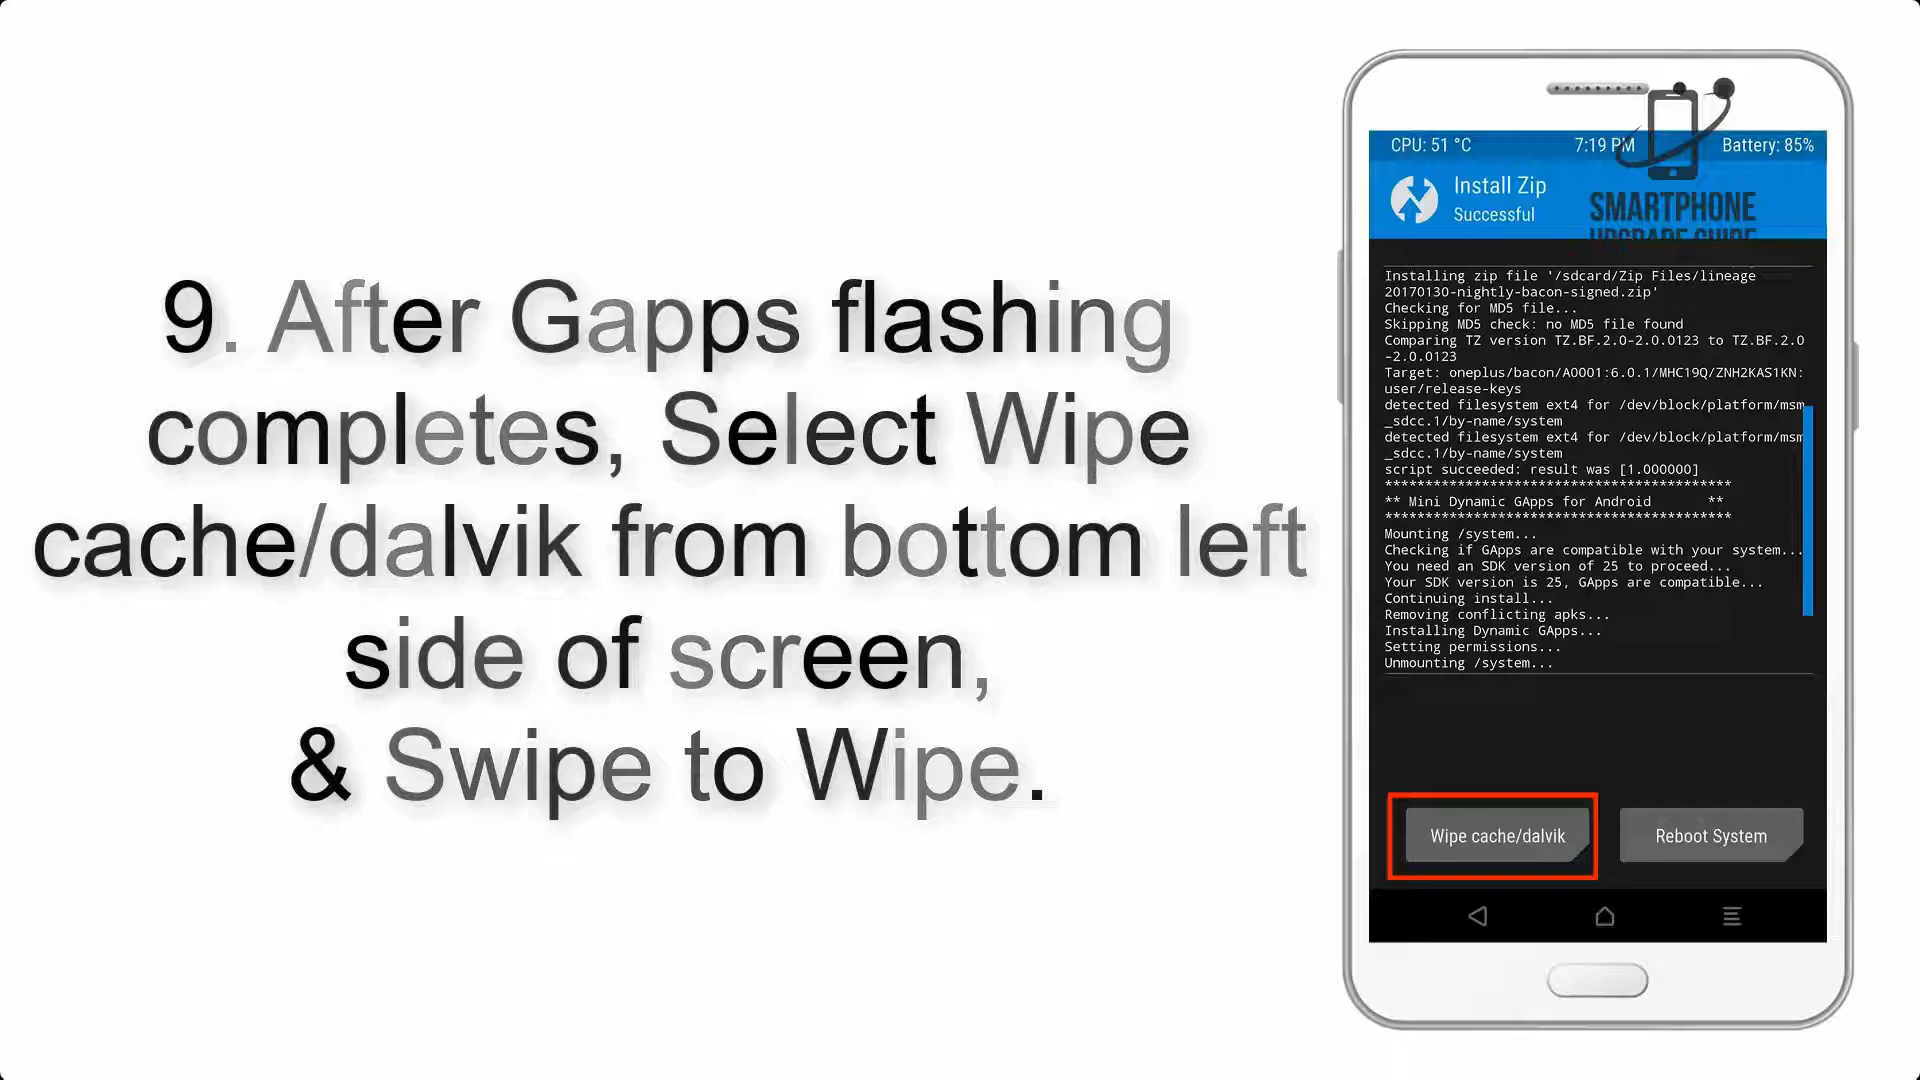 9. After Gapps flashing
completes, Select Wipe
cache/dalvik from bottom left
side of screen,
& Swipe to Wipe.
CPU: 51 °C 7:19 PM Battery: 85%
Install Zip
Successful
SMARTPHONE
UPGRADE GUIDE
Installing zip file '/sdcard/Zip Files/lineage
20170130-nightly-bacon-signed.zip'
Checking for MD5 file...
Skipping MD5 check: no MD5 file found
Comparing TZ version TZ.BF.2.0-2.0.0123 to TZ.BF.2.0
-2.0.0123
Target: oneplus/bacon/A0001:6.0.1/MHC19Q/ZNH2KAS1KN:
user/release-keys
detected filesystem ext4 for /dev/block/platform/msm
_sdcc.1/by-name/system
detected filesystem ext4 for /dev/block/platform/msm
_sdcc.1/by-name/system
script succeeded: result was [1.000000]
*******************************************
** Mini Dynamic GApps for Android **
*******************************************
Mounting /system...
Checking if GApps are compatible with your system...
You need an SDK version of 25 to proceed...
Your SDK version is 25, GApps are compatible...
Continuing install...
Removing conflicting apks...
Installing Dynamic GApps...
Setting permissions...
Unmounting /system...
Wipe cache/dalvik
Reboot System